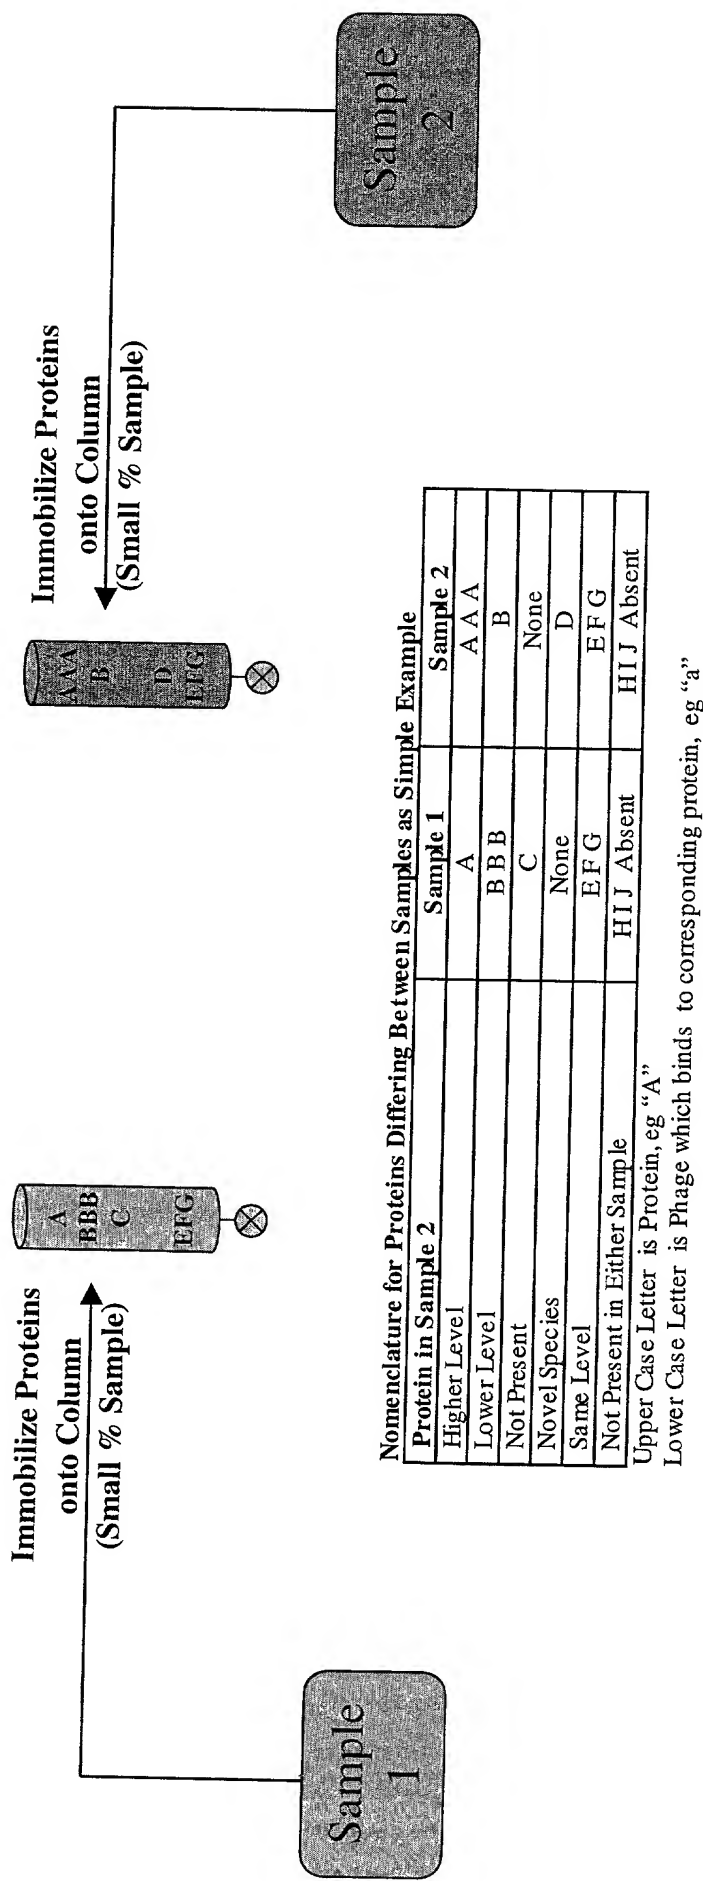 Immobilize Proteins
onto Column
(Small % Sample)
A
BBB
C
EFG
Sample
1
Immobilize Proteins
onto Column
(Small % Sample)
AAA
B
D
EFG
Sample
2
Nomenclature for Proteins Differing Between Samples as Simple Example
Protein in Sample 2 Sample 1 Sample 2
Higher Level A A A A
Lower Level B B B B
Not Present C None
Novel Species None D
Same Level E F G E F G
Not Present in Either Sample H I J Absent H I J Absent
Upper Case Letter is Protein, eg “A”
Lower Case Letter is Phage which binds to corresponding protein, eg “a”